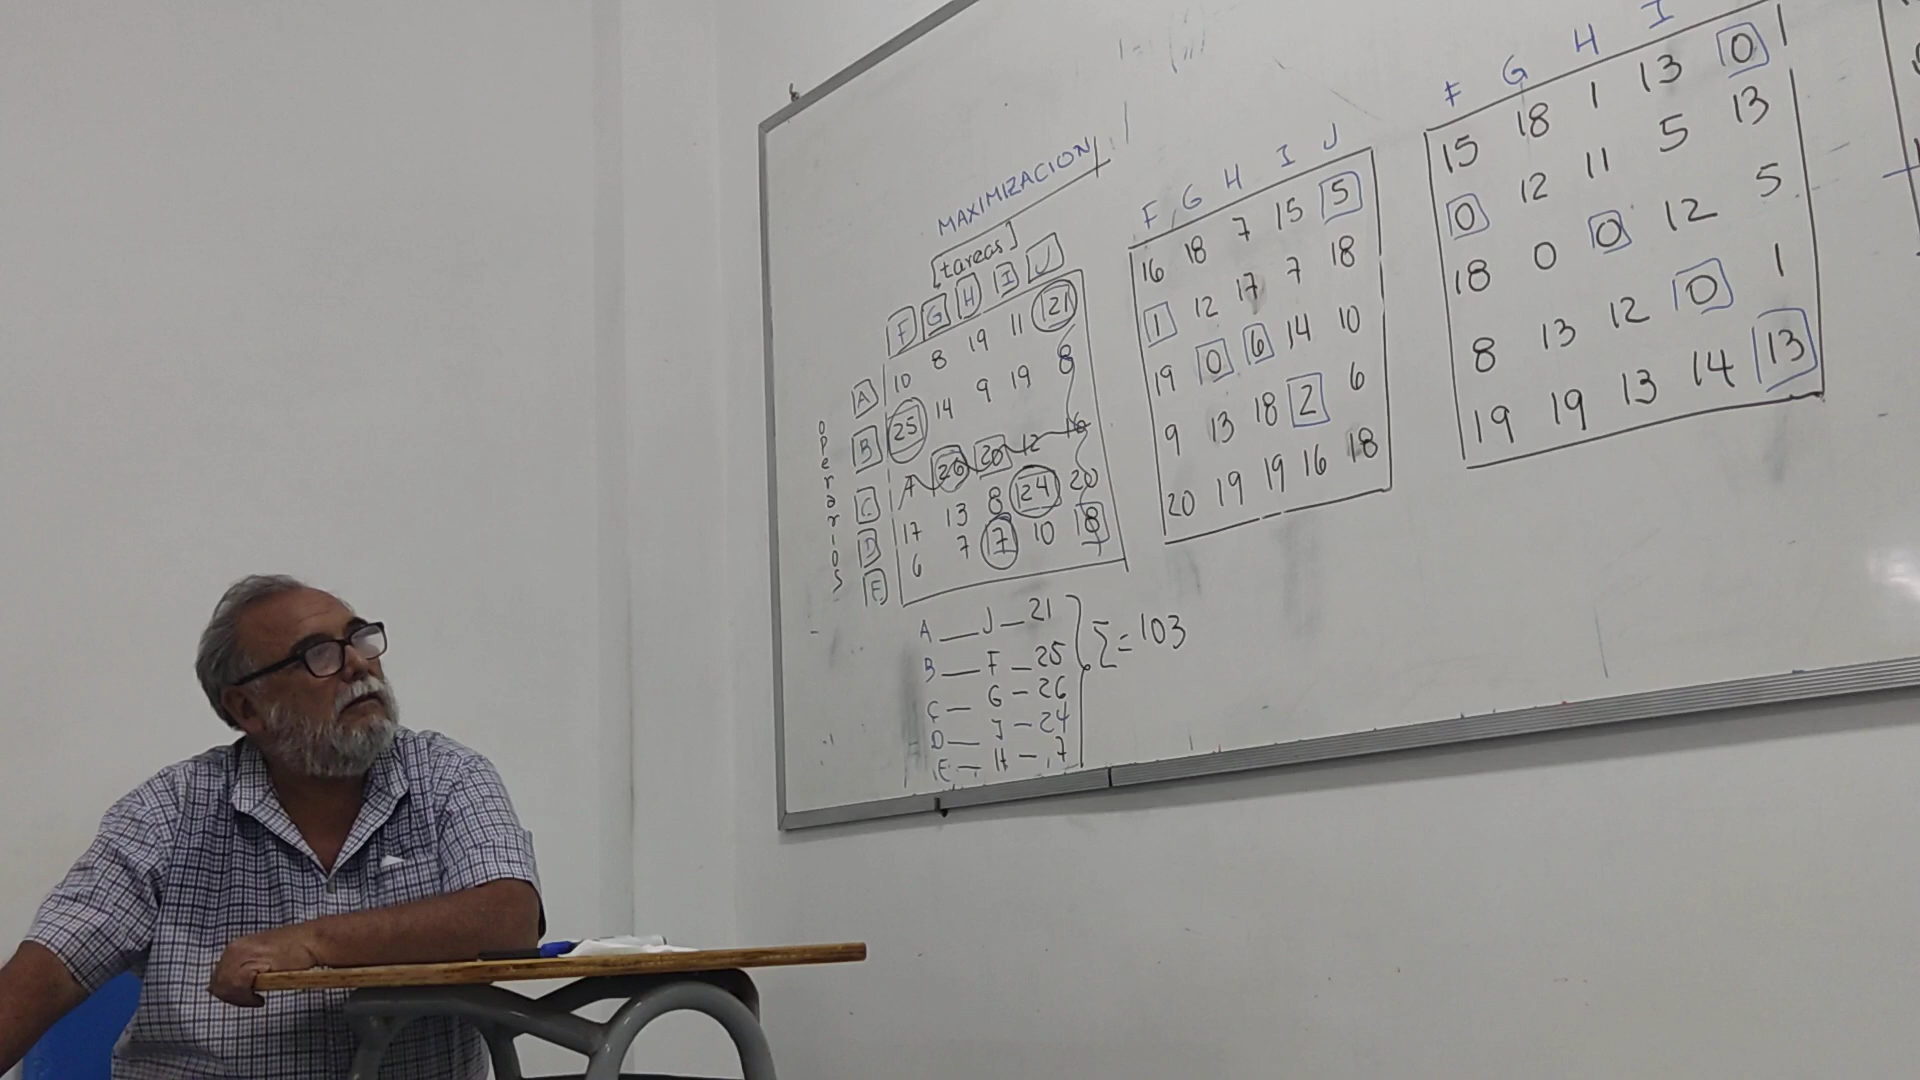 MAXIMIZACION
[tareas]
F G H I J
A 10 8 19 11 21
B 25 14 9 19 8
C 7 26 20 12 16
D 17 13 8 24 20
E 6 7 7 10 8
operarios
A — J — 21
B — F — 25
C — G — 26
D — I — 24
E — H — 7
Σ = 103
F G H I J
16 18 7 15 5
1 12 17 7 18
19 0 6 14 10
9 13 18 2 6
20 19 19 16 18
F G H I
15 18 1 13 0
0 12 11 5 13
18 0 0 12 5
8 13 12 0 1
19 19 13 14 13